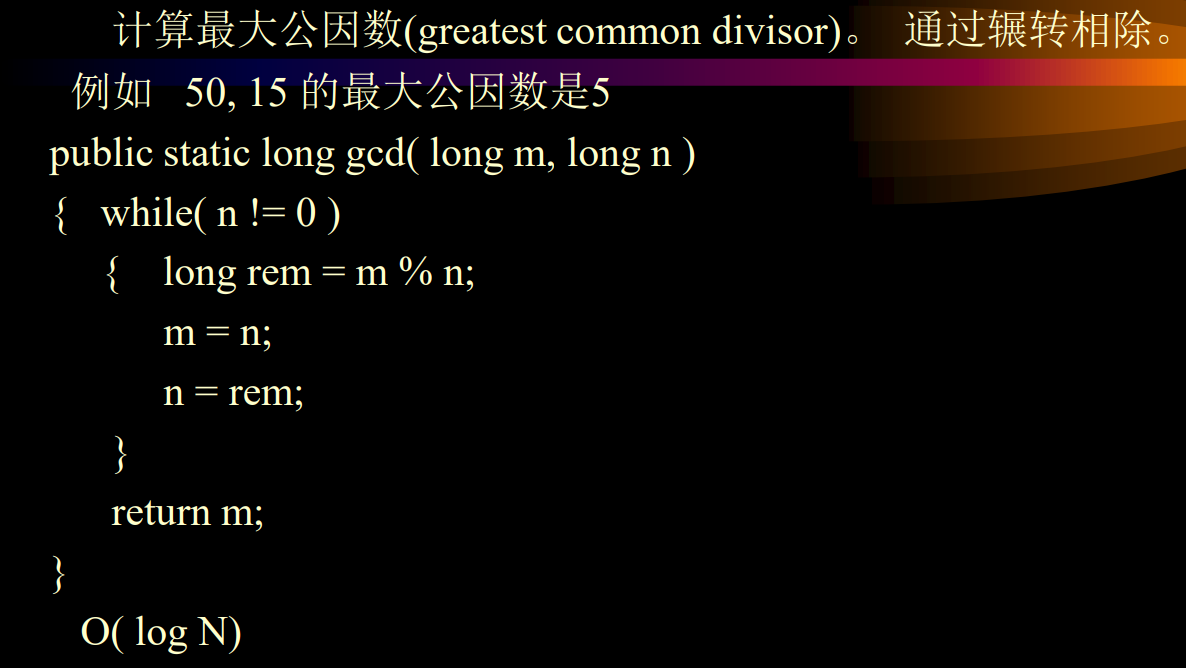 计算最大公因数(greatest common divisor)。 通过辗转相除。
例如 50, 15 的最大公因数是5
public static long gcd( long m, long n )
{ while( n != 0 )
{ long rem = m % n;
m = n;
n = rem;
}
return m;
}
O( log N)